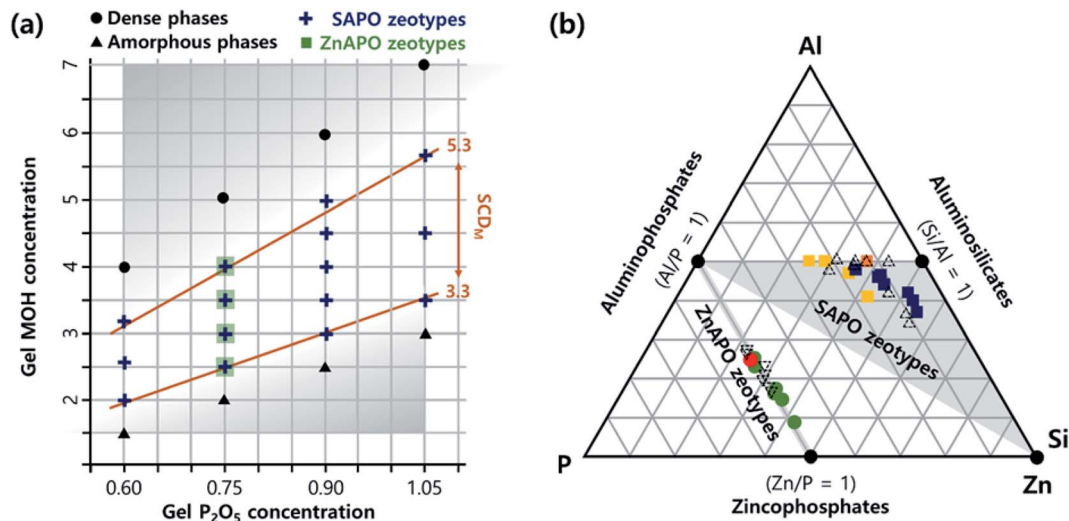 (a)
Dense phases
SAPO zeotypes
Amorphous phases
ZnAPO zeotypes
7
6
5
4
3
2
Gel MOH concentration
5.3
SCDM
3.3
0.60
0.75
0.90
1.05
Gel P2O5 concentration
(b)
Al
Aluminophosphates
(Al/P = 1)
Aluminosilicates
(Si/Al = 1)
SAPO zeotypes
ZnAPO zeotypes
P
Si
Zn
(Zn/P = 1)
Zincophosphates